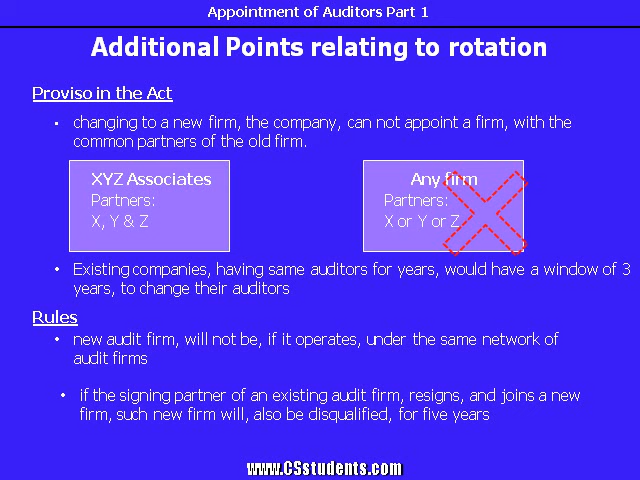 Appointment of Auditors Part 1
Additional Points relating to rotation
Proviso in the Act
• changing to a new firm, the company, can not appoint a firm, with the
common partners of the old firm.
XYZ Associates
Partners:
X, Y & Z
Any firm
Partners:
X or Y or Z
• Existing companies, having same auditors for years, would have a window of 3
years, to change their auditors
Rules
• new audit firm, will not be, if it operates, under the same network of
audit firms
• if the signing partner of an existing audit firm, resigns, and joins a new
firm, such new firm will, also be disqualified, for five years
www.CSstudents.com